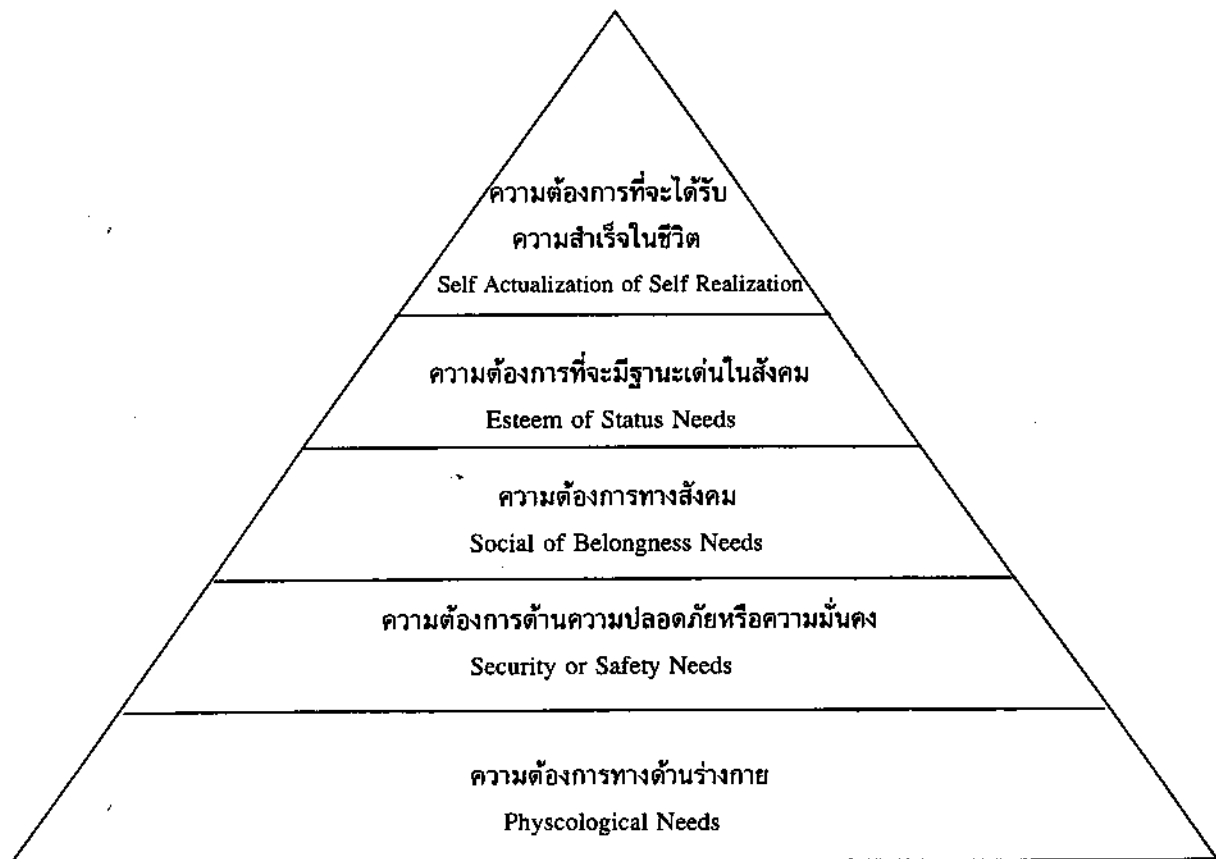 ความต้องการที่จะได้รับ
ความสำเร็จในชีวิต
Self Actualization of Self Realization
ความต้องการที่จะมีฐานะเด่นในสังคม
Esteem of Status Needs
ความต้องการทางสังคม
Social of Belongness Needs
ความต้องการด้านความปลอดภัยหรือความมั่นคง
Security or Safety Needs
ความต้องการทางด้านร่างกาย
Physcological Needs